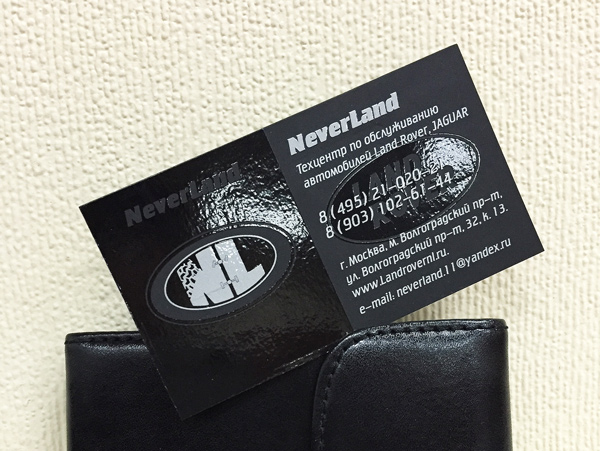 NeverLand
NL
NeverLand
Техцентр по обслуживанию
автомобилей Land Rover, JAGUAR
LAND
8 (495) 21-020-21
8 (903) 102-61-44
г. Москва, м. Волгоградский пр-т,
ул. Волгоградский пр-т, 32, к. 13.
www.Landrovernl.ru.
e-mail: neverland.11@yandex.ru